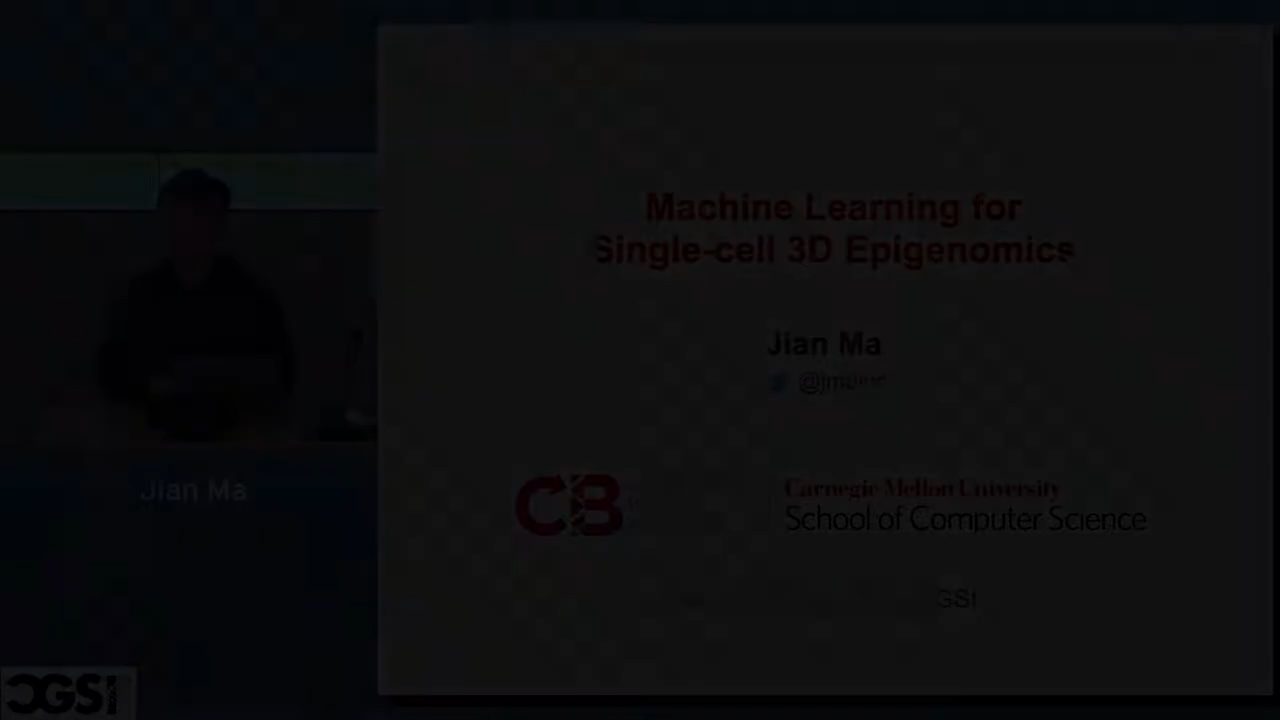 Machine Learning for
Single-cell 3D Epigenomics
Jian Ma
CB
Carnegie Mellon University
School of Computer Science
Jian Ma
CGSI